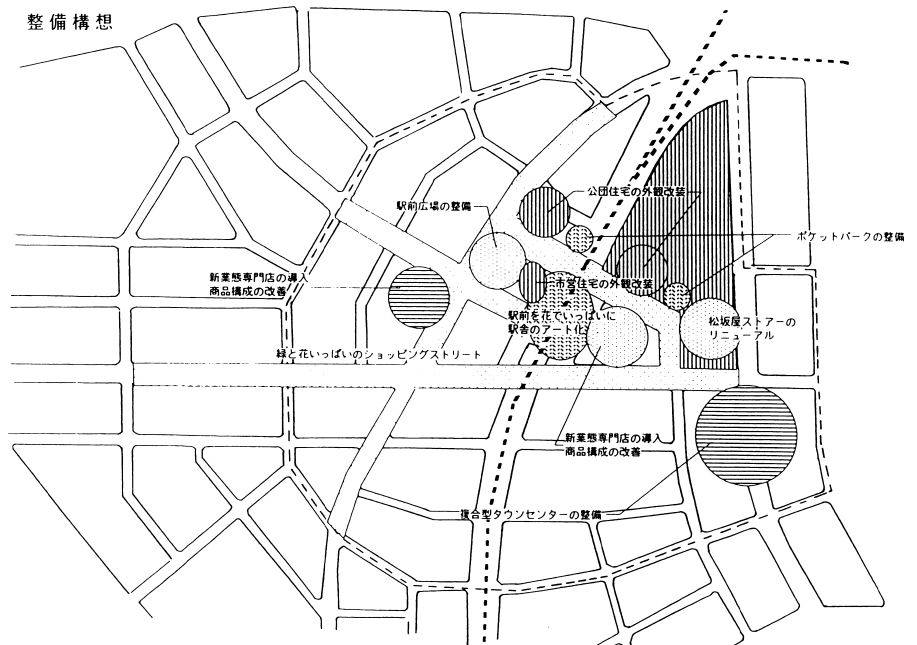 整備構想
公団住宅の外観改装
駅前広場の整備
ポケットパークの整備
新業態専門店の導入
商品構成の改善
市営住宅の外観改装
駅前を花でいっぱいに
駅舎のアート化
松坂屋ストアーの
リニューアル
緑と花いっぱいのショッピングストリート
新業態専門店の導入
商品構成の改善
複合型タウンセンターの整備